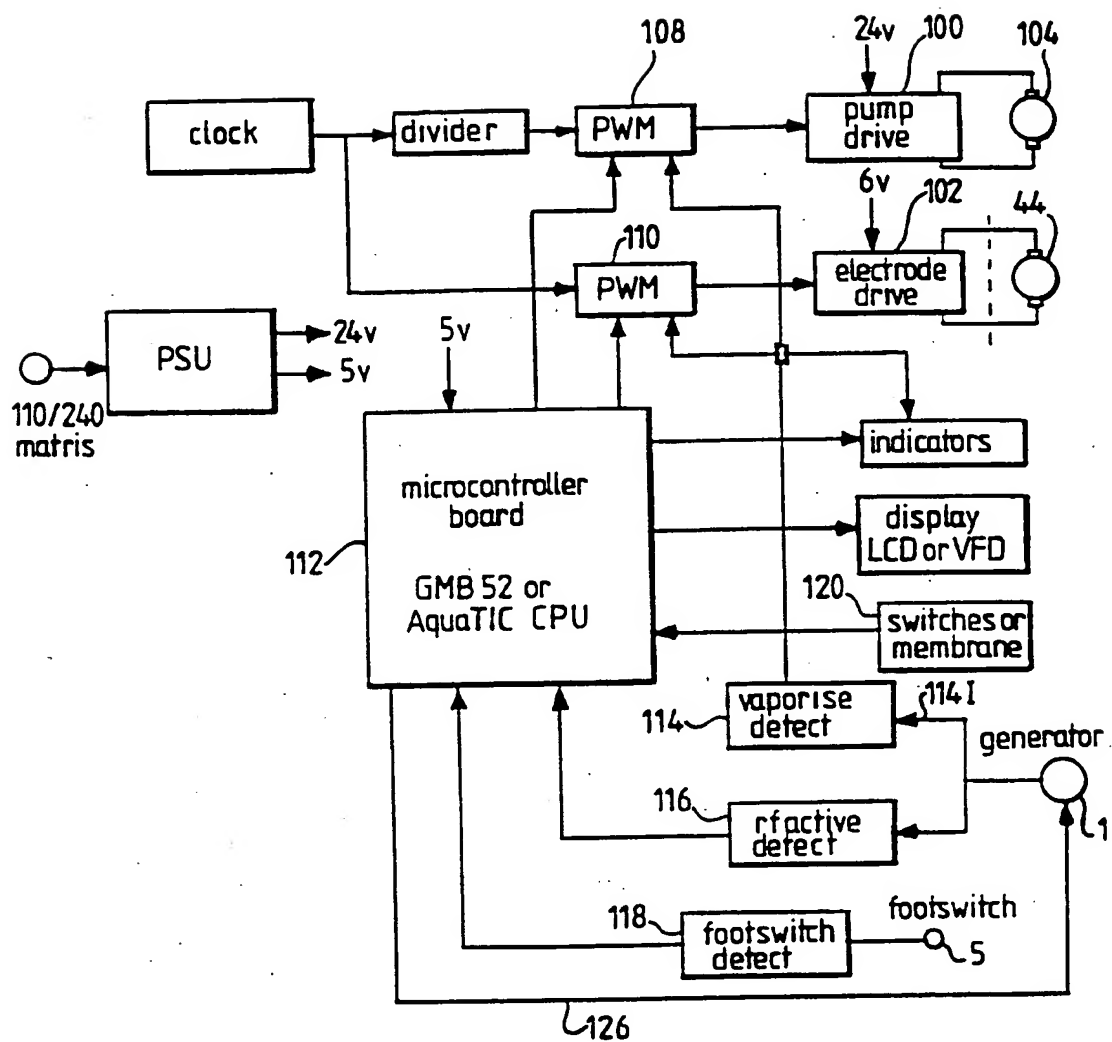 108
24v
100
104
clock
divider
PWM
pump
drive
6v
102
44
110
PWM
electrode
drive
PSU
24v
5v
5v
110/240
matris
indicators
microcontroller
board
display
LCD or VFD
112
GMB 52 or
AquaTIC CPU
120
switches or
membrane
114
vaporise
detect
114I
generator
116
rf active
detect
1
118
footswitch
detect
footswitch
5
126